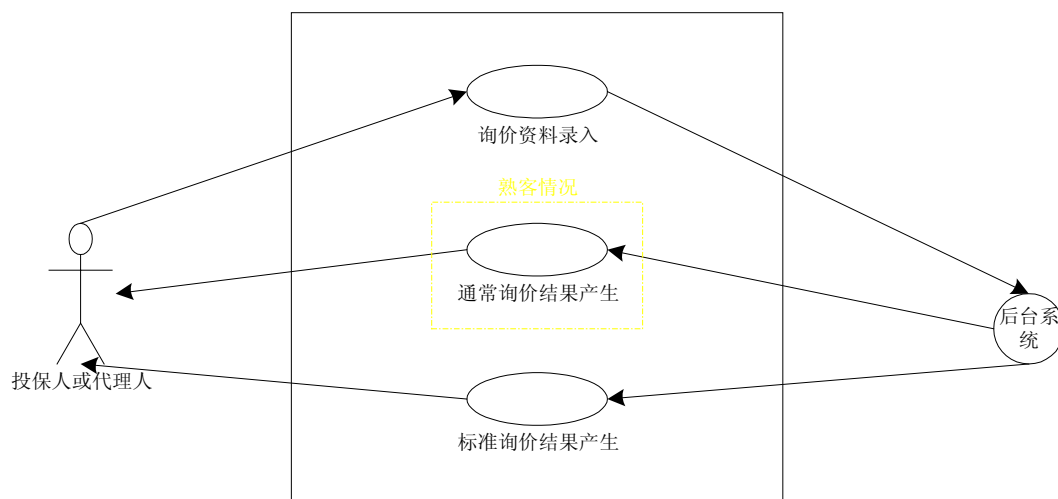 询价资料录入
熟客情况
通常询价结果产生
后台系
统
投保人或代理人
标准询价结果产生